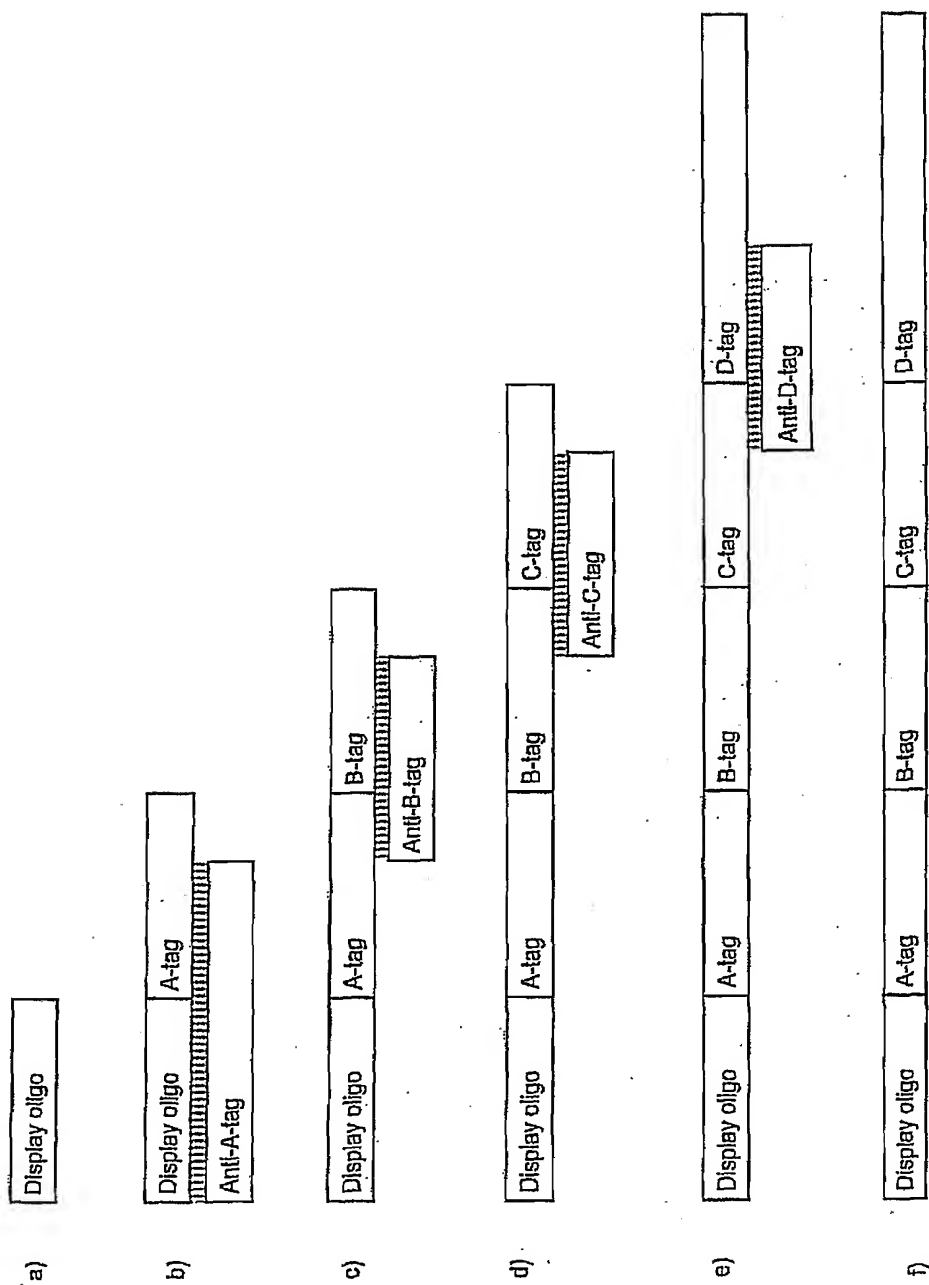 a)
Display oligo
b)
Display oligo A-tag
Anti-A-tag
c)
Display oligo A-tag B-tag
Anti-B-tag
d)
Display oligo A-tag B-tag C-tag
Anti-C-tag
e)
Display oligo A-tag B-tag C-tag D-tag
Anti-D-tag
f)
Display oligo A-tag B-tag C-tag D-tag